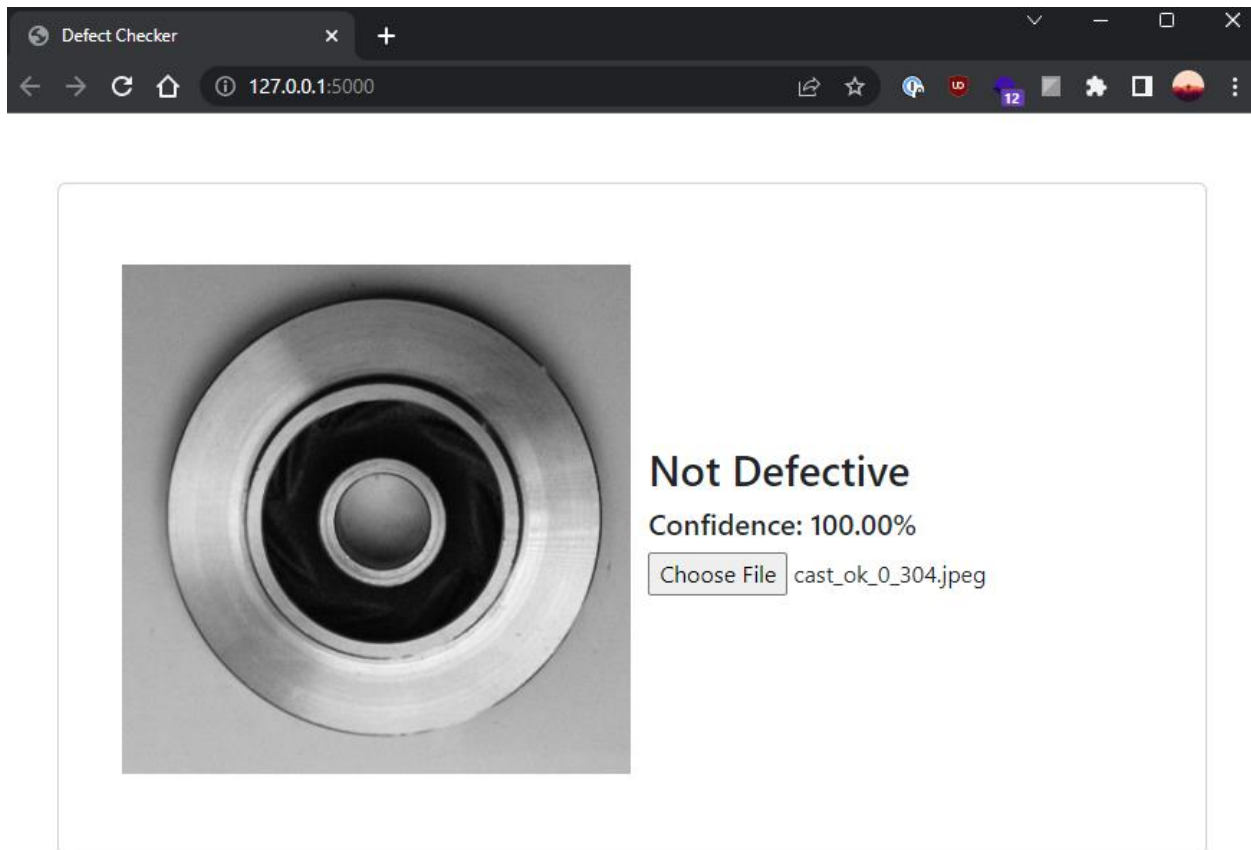 Defect Checker
127.0.0.1:5000
12
Not Defective
Confidence: 100.00%
Choose File cast_ok_0_304.jpeg